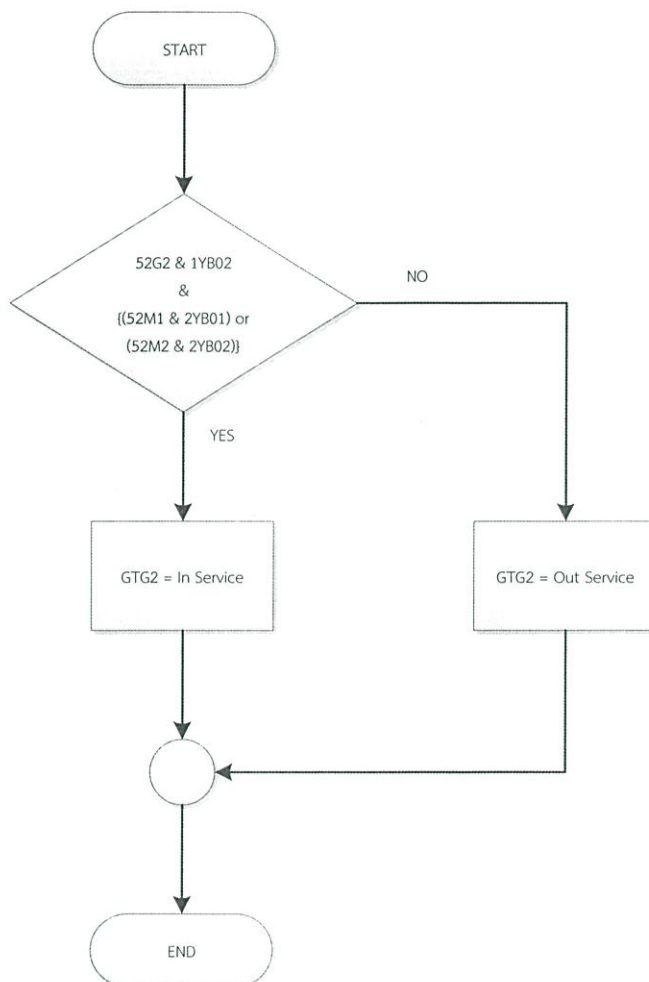 START
52G2 & 1YB02
&
{(52M1 & 2YB01) or
(52M2 & 2YB02)}
NO
YES
GTG2 = In Service
GTG2 = Out Service
END